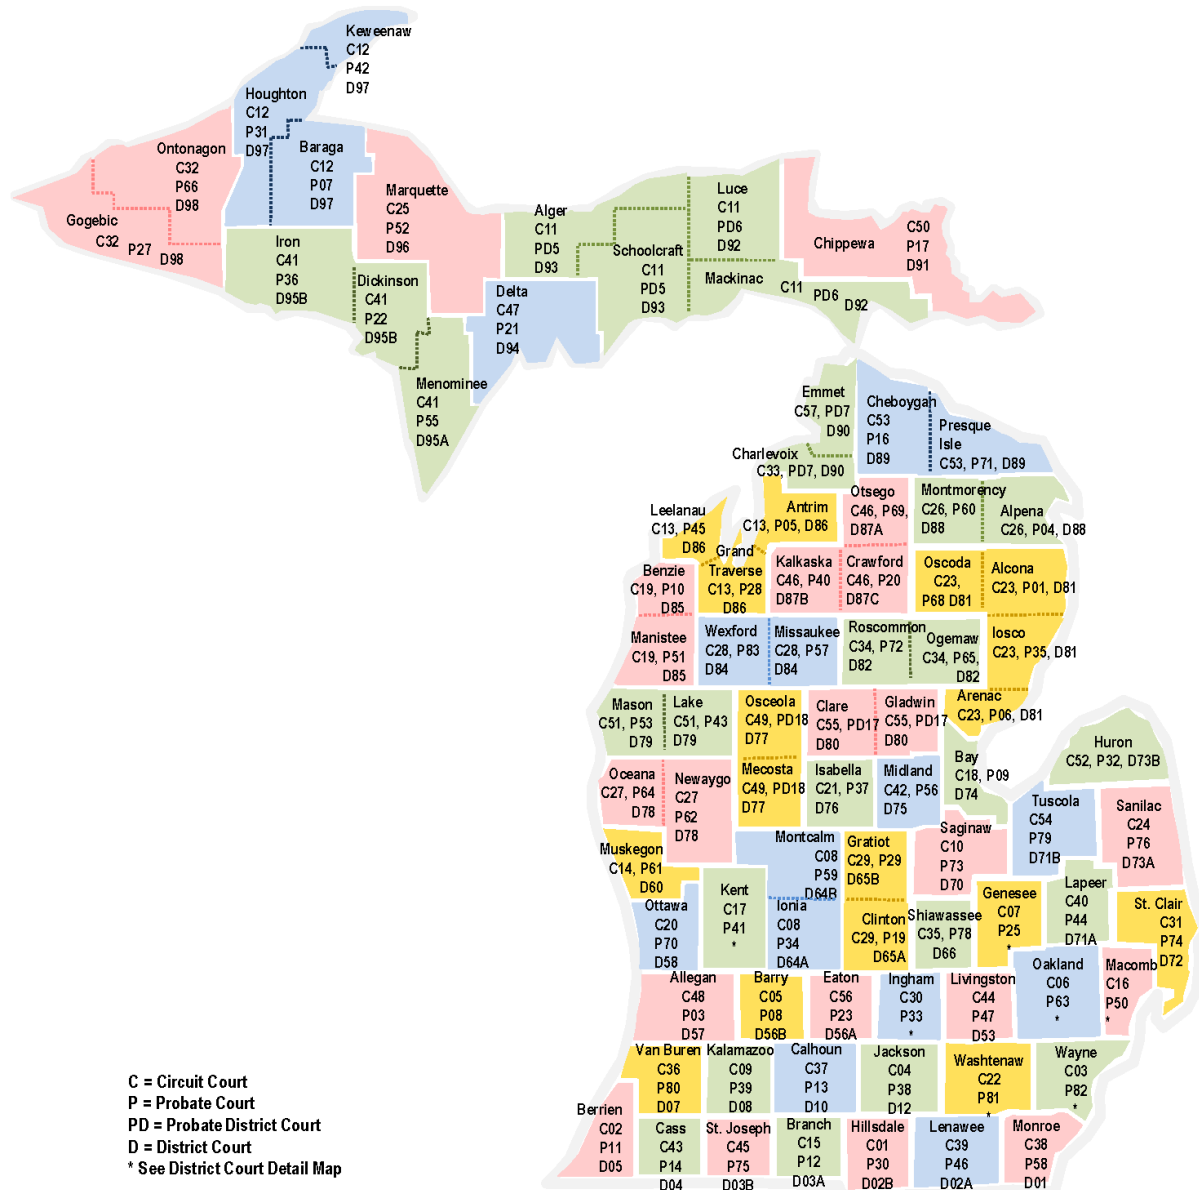 Keweenaw
C12
P42
D97
Houghton
C12
P31
D97
Baraga
C12
P07
D97
Ontonagon
C32
P66
D98
Gogebic
C32
P27
D98
Marquette
C25
P52
D96
Iron
C41
P36
D95B
Dickinson
C41
P22
D95B
Menominee
C41
P55
D95A
Delta
C47
P21
D94
Alger
C11
PD5
D93
Schoolcraft
C11
PD5
D93
Luce
C11
PD6
D92
Mackinac
C11
PD6
D92
Chippewa
C50
P17
D91
Emmet
C57, PD7
D90
Cheboygan
C53
P16
D89
Presque
Isle
C53, P71, D89
Charlevoix
C33, PD7, D90
Leelanau
C13, P45
D86
Antrim
C13, P05, D86
Otsego
C46, P69,
D87A
Montmorency
C26, P60
D88
Alpena
C26, P04, D88
Benzie
C19, P10
D85
Grand
Traverse
C13, P28
D86
Kalkaska
C46, P40
D87B
Crawford
C46, P20
D87C
Oscoda
C23,
P68 D81
Alcona
C23, P01, D81
Manistee
C19, P51
D85
Wexford
C28, P83
D84
Missaukee
C28, P57
D84
Roscommon
C34, P72
D82
Ogemaw
C34, P65,
D82
Iosco
C23, P35, D81
Mason
C51, P53
D79
Lake
C51, P43
D79
Osceola
C49, PD18
D77
Clare
C55, PD17
D80
Gladwin
C55, PD17
D80
Arenac
C23, P06, D81
Oceana
C27, P64
D78
Newaygo
C27
P62
D78
Mecosta
C49, PD18
D77
Isabella
C21, P37
D76
Midland
C42, P56
D75
Bay
C18, P09
D74
Huron
C52, P32, D73B
Tuscola
C54
P79
D71B
Sanilac
C24
P76
D73A
Muskegon
C14, P61
D60
Montcalm
C08
P59
D64B
Gratiot
C29, P29
D65B
Saginaw
C10
P73
D70
Ottawa
C20
P70
D58
Kent
C17
P41
*
Ionia
C08
P34
D64A
Clinton
C29, P19
D65A
Shiawassee
C35, P78
D66
Genesee
C07
P25
*
Lapeer
C40
P44
D71A
St. Clair
C31
P74
D72
Allegan
C48
P03
D57
Barry
C05
P08
D56B
Eaton
C56
P23
D56A
Ingham
C30
P33
*
Livingston
C44
P47
D53
Oakland
C06
P63
*
Macomb
C16
P50
*
Van Buren
C36
P80
D07
Kalamazoo
C09
P39
D08
Calhoun
C37
P13
D10
Jackson
C04
P38
D12
Washtenaw
C22
P81
*
Wayne
C03
P82
*
Berrien
C02
P11
D05
Cass
C43
P14
D04
St. Joseph
C45
P75
D03B
Branch
C15
P12
D03A
Hillsdale
C01
P30
D02B
Lenawee
C39
P46
D02A
Monroe
C38
P58
D01
C = Circuit Court
P = Probate Court
PD = Probate District Court
D = District Court
* See District Court Detail Map